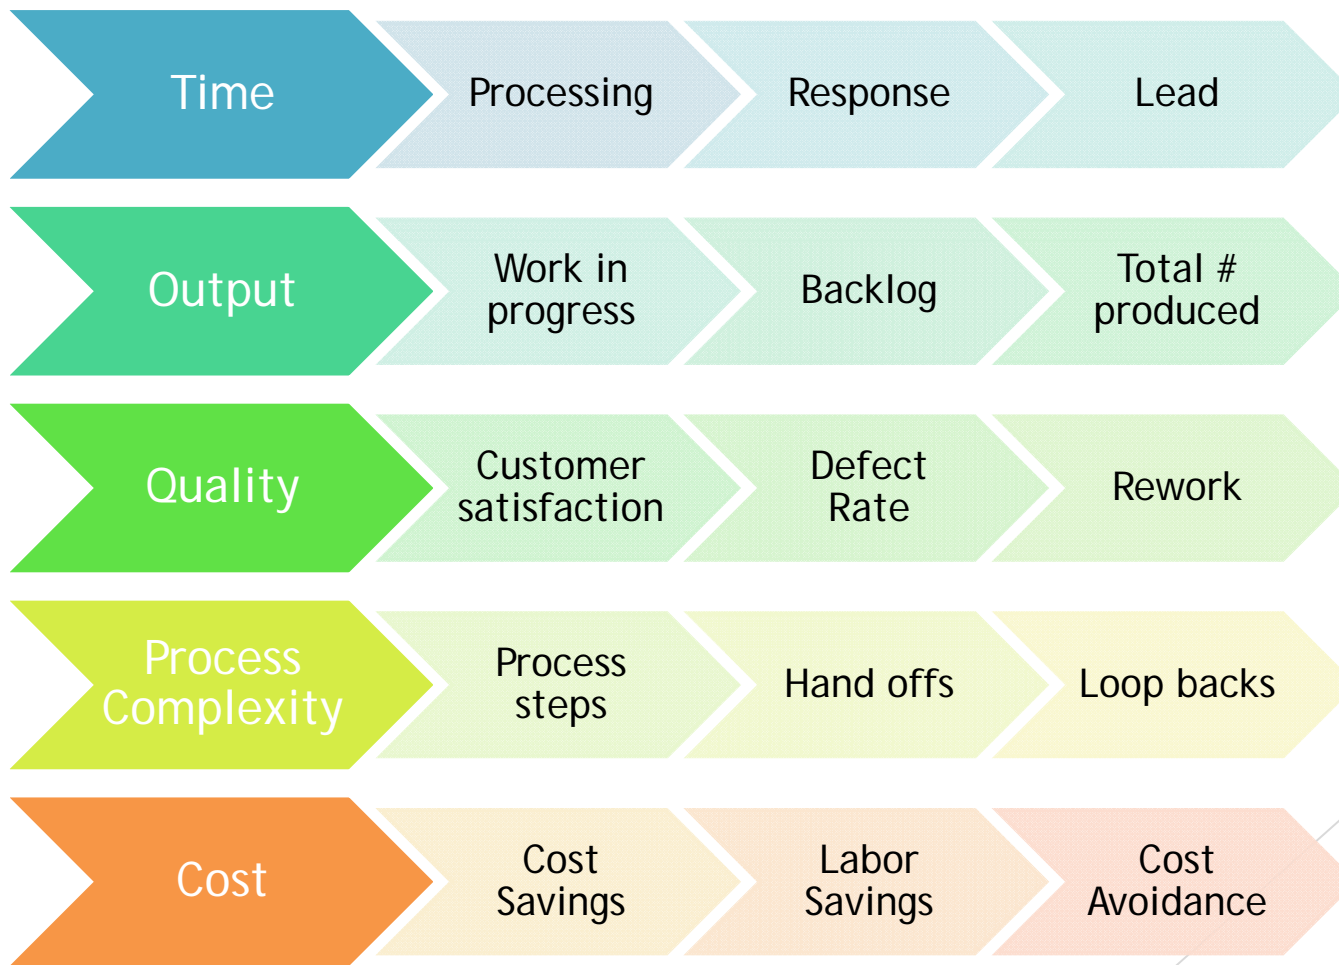 Time
Processing
Response
Lead
Output
Work in
progress
Backlog
Total #
produced
Quality
Customer
satisfaction
Defect
Rate
Rework
Process
Complexity
Process
steps
Hand offs
Loop backs
Cost
Cost
Savings
Labor
Savings
Cost
Avoidance